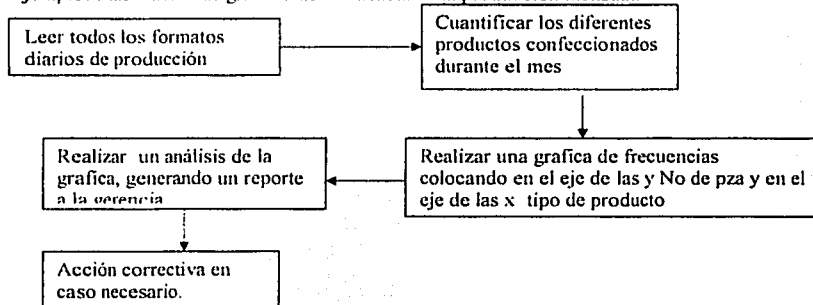 Leer todos los formatos
diarios de producción
Cuantificar los diferentes
productos confeccionados
durante el mes
Realizar una grafica de frecuencias
colocando en el eje de las y No de pza y en el
eje de las x tipo de producto
Realizar un análisis de la
grafica, generando un reporte
a la gerencia
Acción correctiva en
caso necesario.